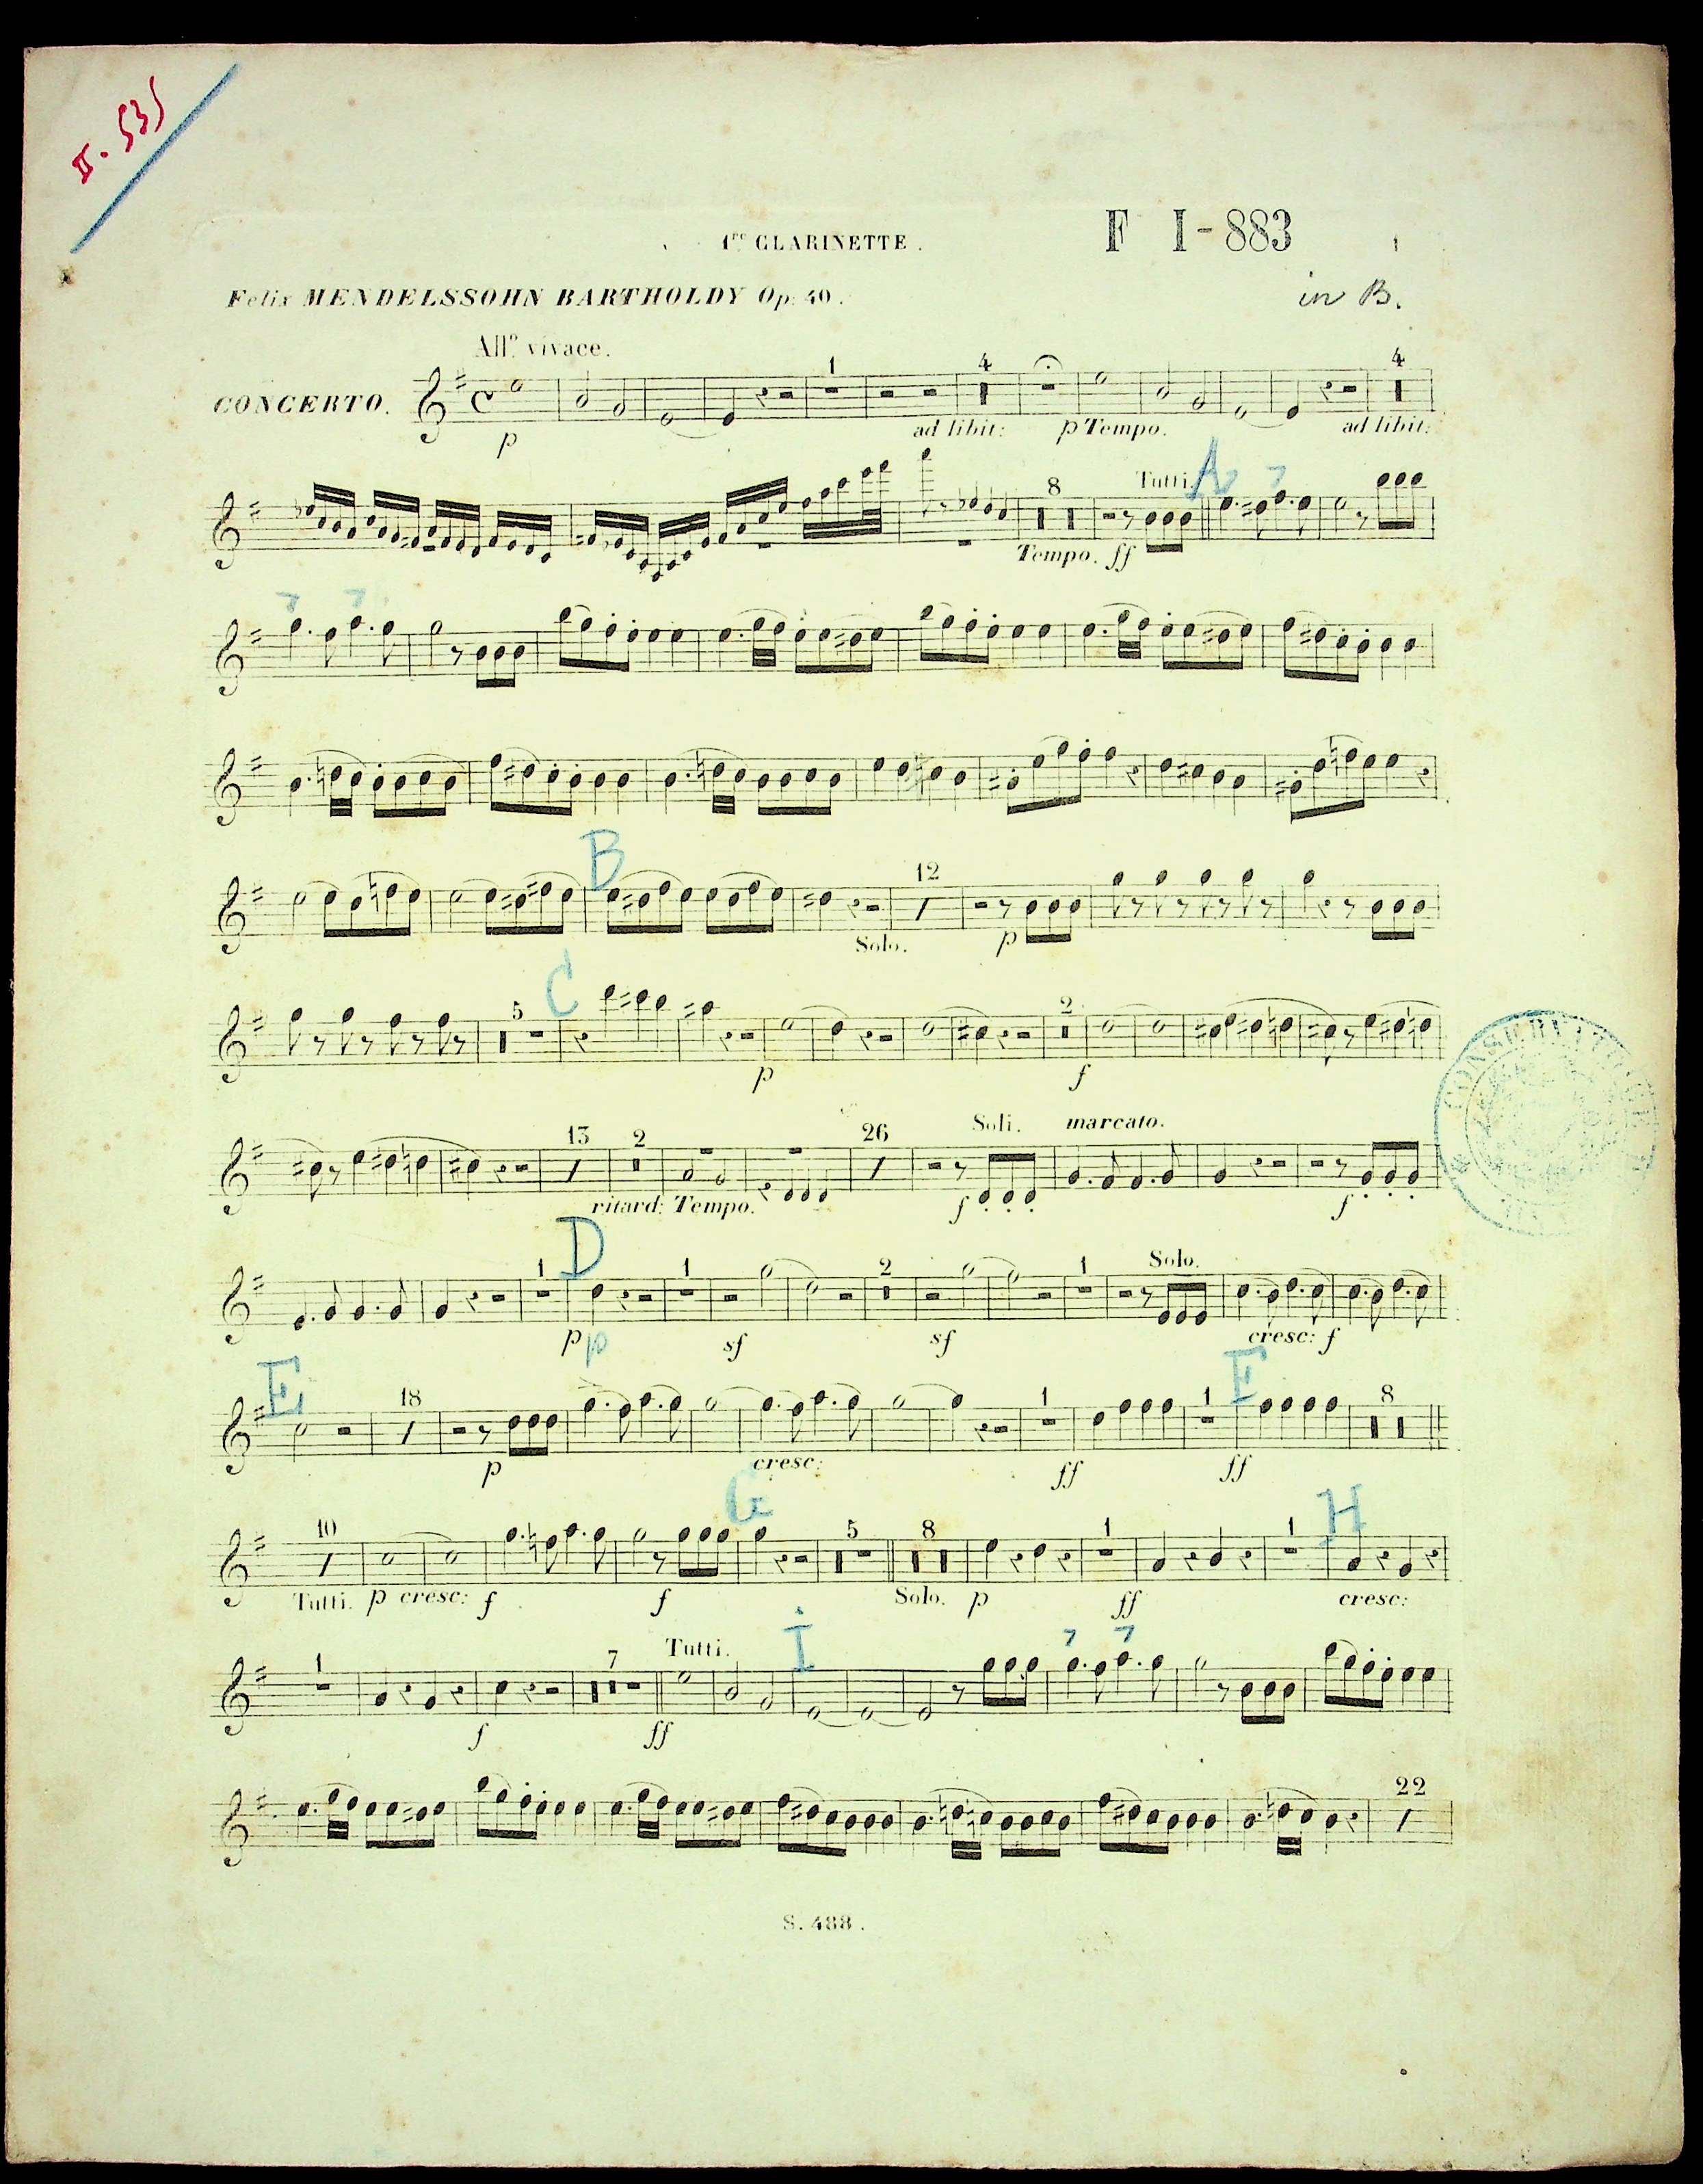 II. 535
1re CLARINETTE.
F I-883
1
Felix MENDELSSOHN BARTHOLDY Op: 40.
in B.
All°. vivace.
CONCERTO.
1 4 4
p ad libit: p Tempo. ad libit:
8 Tutti. A
Tempo. ff
B 12
Solo. p
5 C 2
p f
CONSERVATOIRE
13 2 26 Soli. marcato.
ritard: Tempo. f f
1 D 1 2 1 Solo.
p p sf sf cresc: f
E 18 1 1 F 8
p cresc: ff ff
10 G 5 8 1 1 H
Tutti. p cresc: f f Solo. p ff cresc:
1 7 Tutti. I
f ff
22
S. 488.